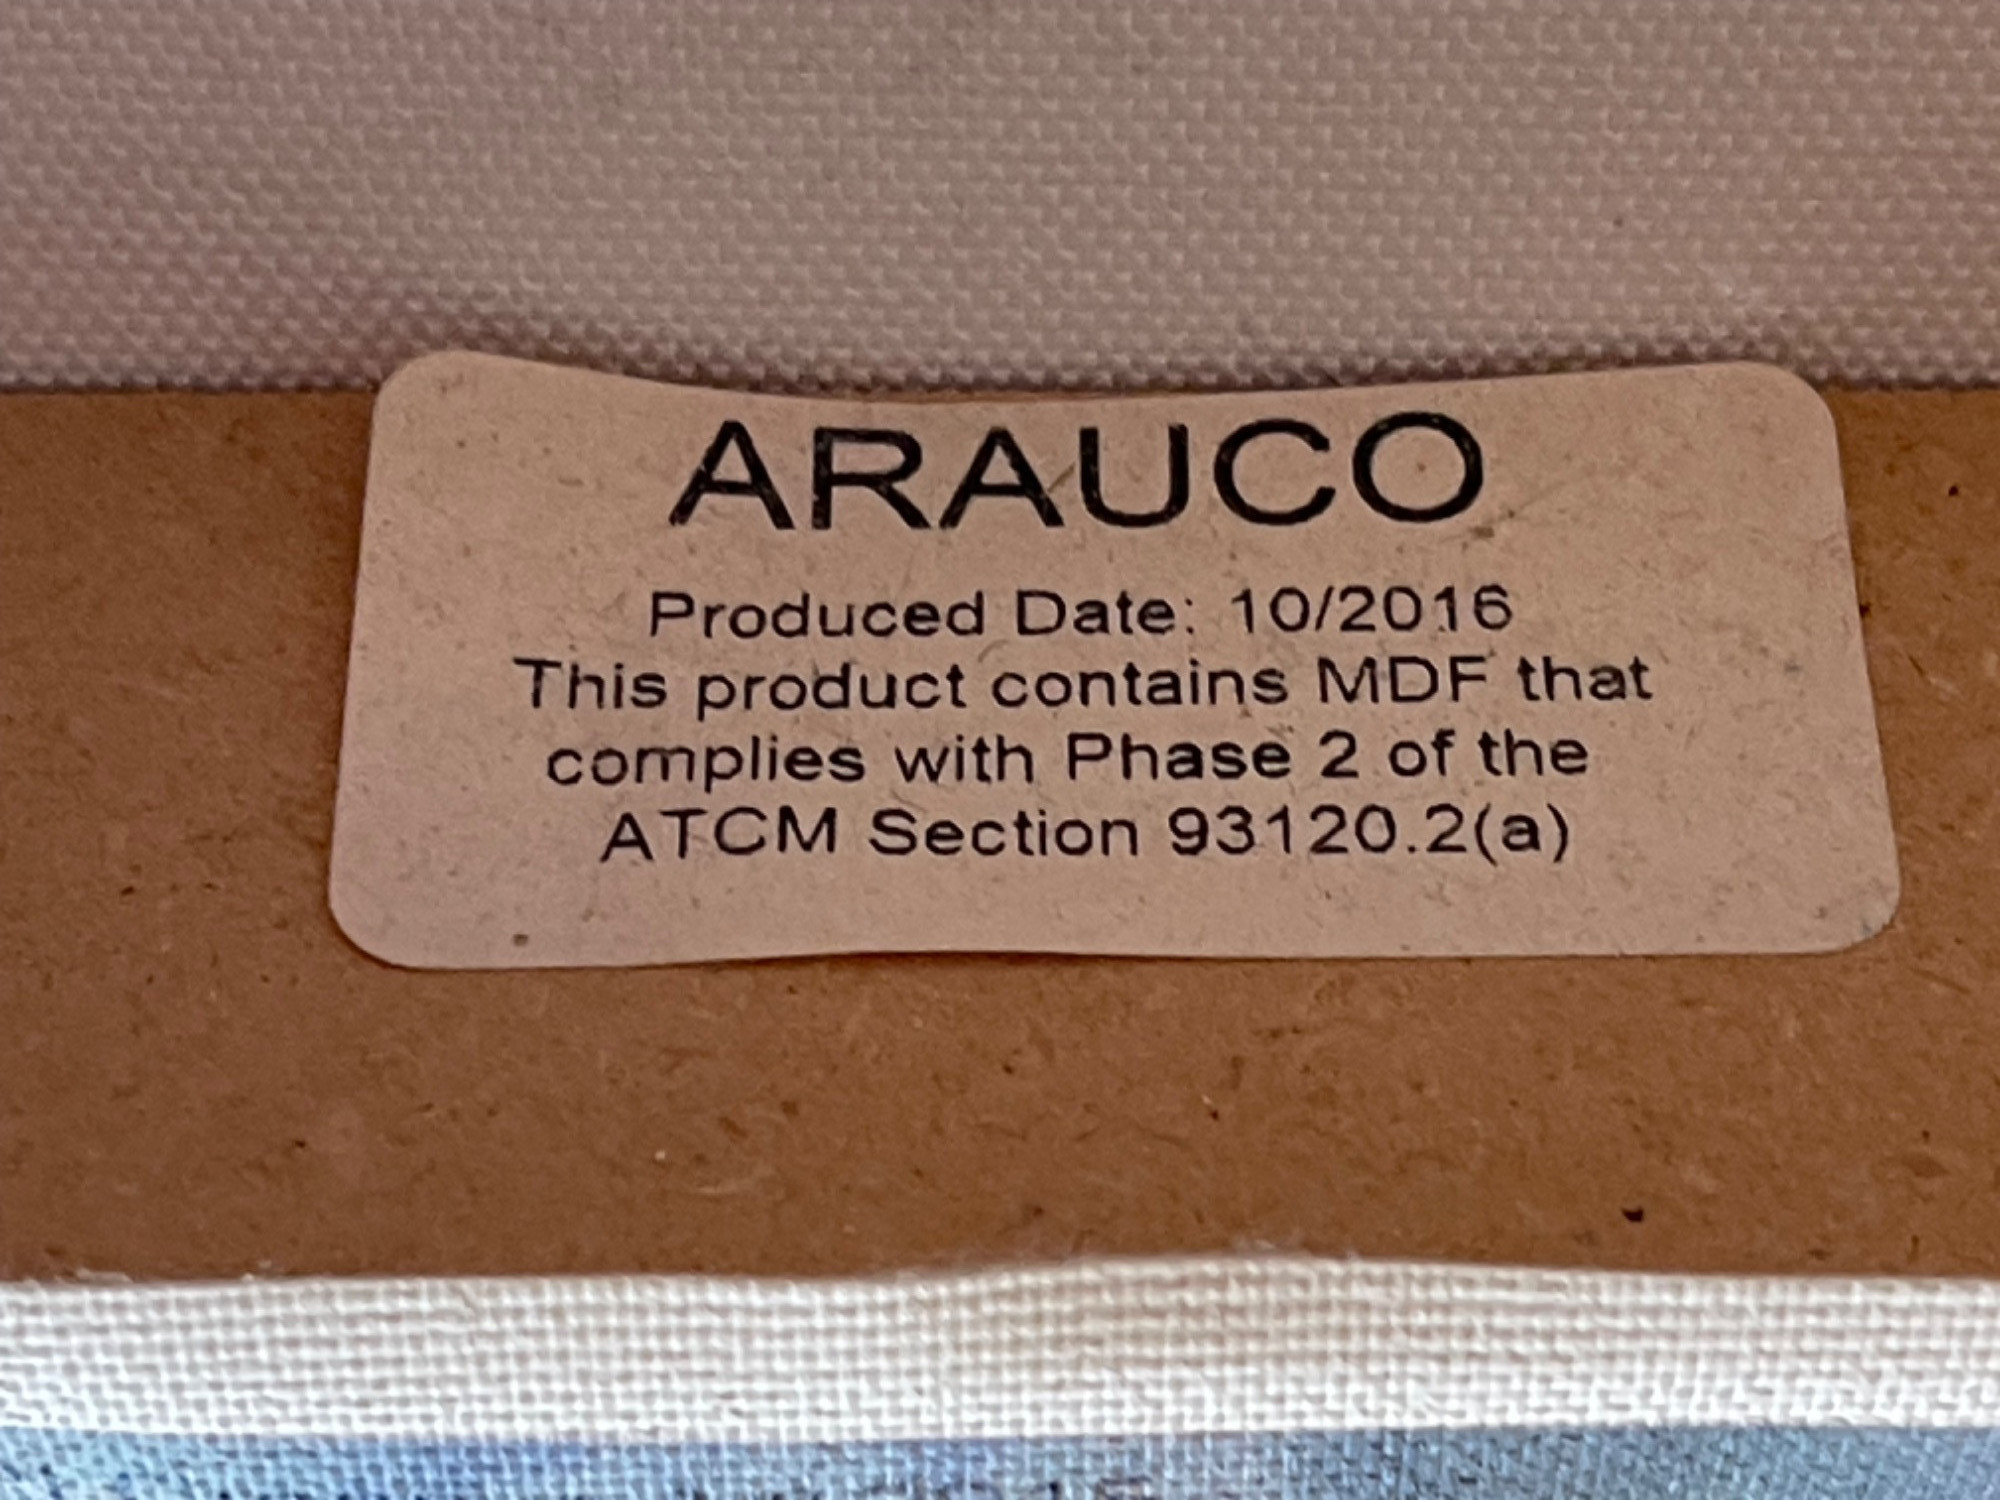 ARAUCO
Produced Date: 10/2016
This product contains MDF that
complies with Phase 2 of the
ATCM Section 93120.2(a)